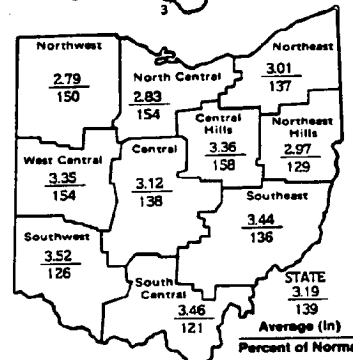 3
Northwest
2.79
150
North Central
2.83
154
Northeast
3.01
137
West Central
3.35
154
Central
3.12
138
Central
Hills
3.36
158
Northeast
Hills
2.97
129
Southwest
3.52
126
South
Central
3.46
121
Southeast
3.44
136
STATE
3.19
139
Average (in)
Percent of Norma